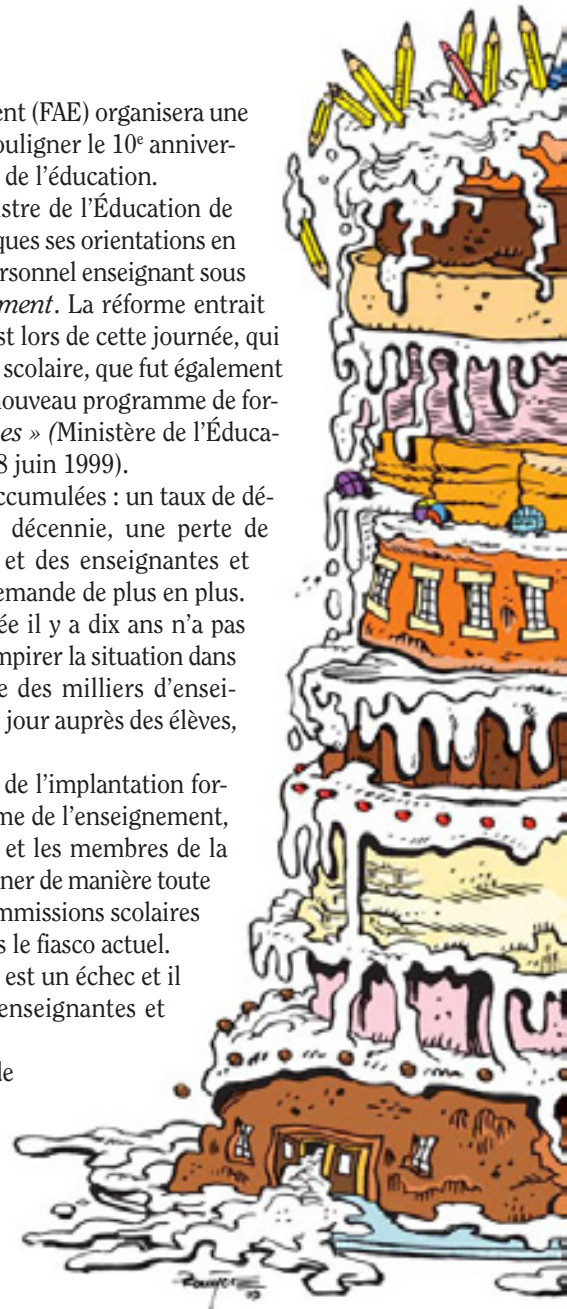 ent (FAE) organisera une
ouligner le 10e anniver-
de l’éducation.
istre de l’Éducation de
ques ses orientations en
ersonnel enseignant sous
ment. La réforme entrait
st lors de cette journée, qui
scolaire, que fut également
nouveau programme de for-
es » (Ministère de l’Éduca-
8 juin 1999).
ccumulées : un taux de dé-
décennie, une perte de
et des enseignantes et
emande de plus en plus.
ée il y a dix ans n’a pas
mpirer la situation dans
e des milliers d’ensei-
jour auprès des élèves,
de l’implantation for-
me de l’enseignement,
et les membres de la
ner de manière toute
mmissions scolaires
s le fiasco actuel.
est un échec et il
enseignantes et
le